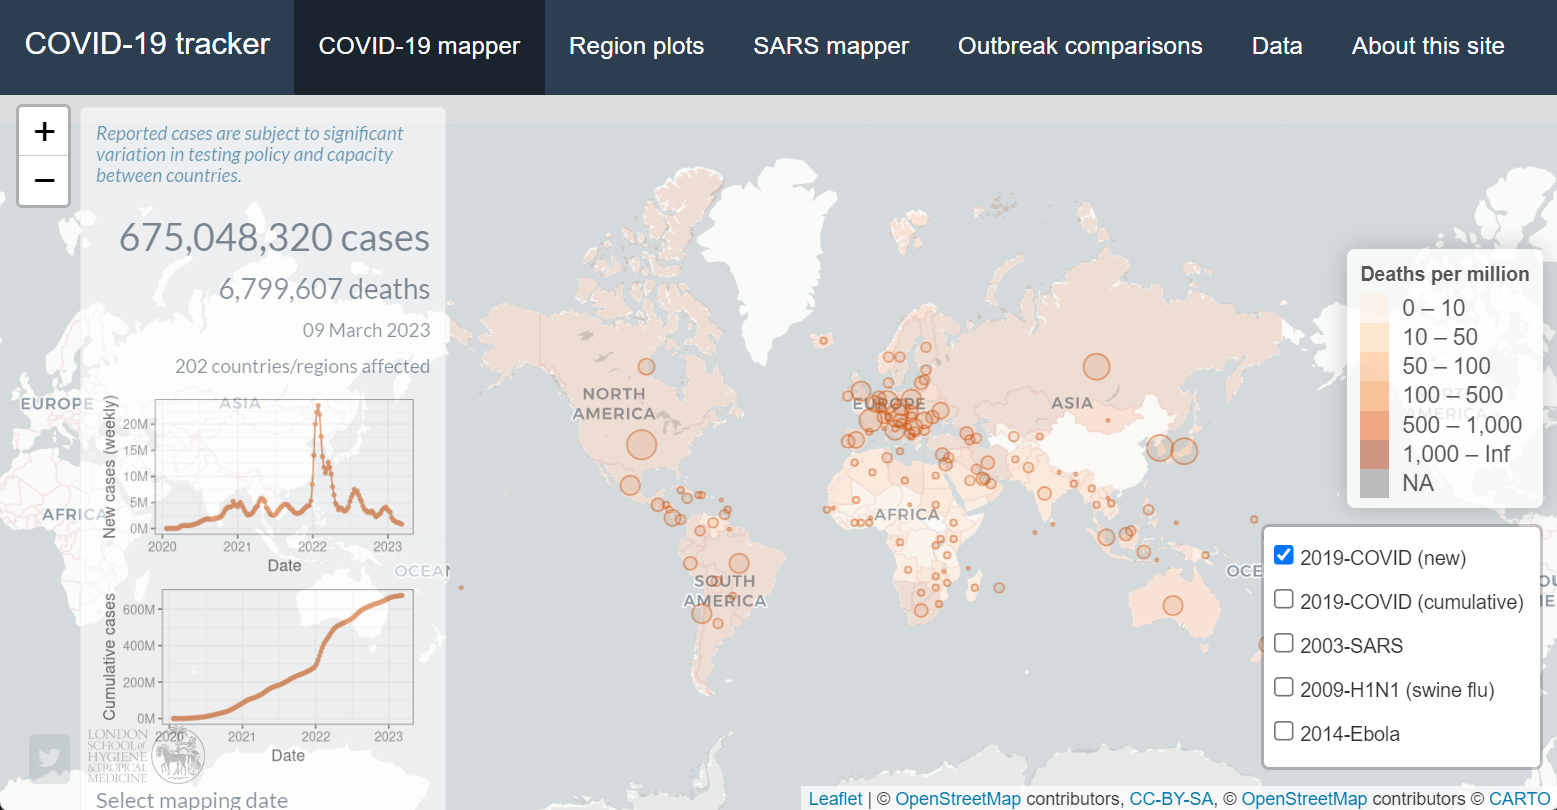 COVID-19 tracker
COVID-19 mapper
Region plots
SARS mapper
Outbreak comparisons
Data
About this site
+
−
Reported cases are subject to significant
variation in testing policy and capacity
between countries.
675,048,320 cases
6,799,607 deaths
09 March 2023
202 countries/regions affected
New cases (weekly)
20M
15M
10M
5M
0M
2020
2021
2022
2023
Date
Cumulative cases
600M
400M
200M
0M
2020
2021
2022
2023
Date
LONDON
SCHOOL of
HYGIENE
&TROPICAL
MEDICINE
Select mapping date
EUROPE
ASIA
AFRICA
OCEAN
NORTH
AMERICA
SOUTH
AMERICA
EUROPE
AFRICA
ASIA
OCE
Deaths per million
0 – 10
10 – 50
50 – 100
100 – 500
500 – 1,000
1,000 – Inf
NA
2019-COVID (new)
2019-COVID (cumulative)
2003-SARS
2009-H1N1 (swine flu)
2014-Ebola
Leaflet | © OpenStreetMap contributors, CC-BY-SA, © OpenStreetMap contributors © CARTO